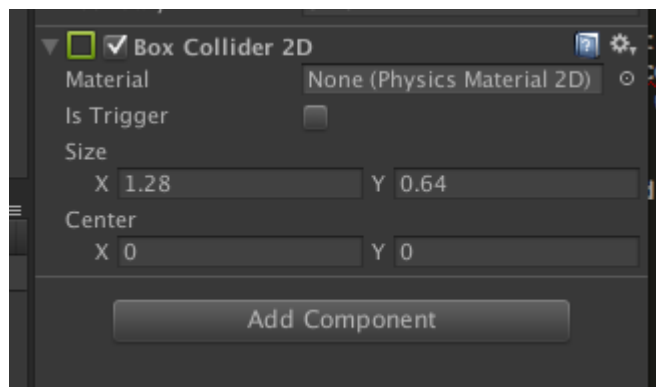 Box Collider 2D
Material None (Physics Material 2D)
Is Trigger
Size
X 1.28 Y 0.64
Center
X 0 Y 0
Add Component